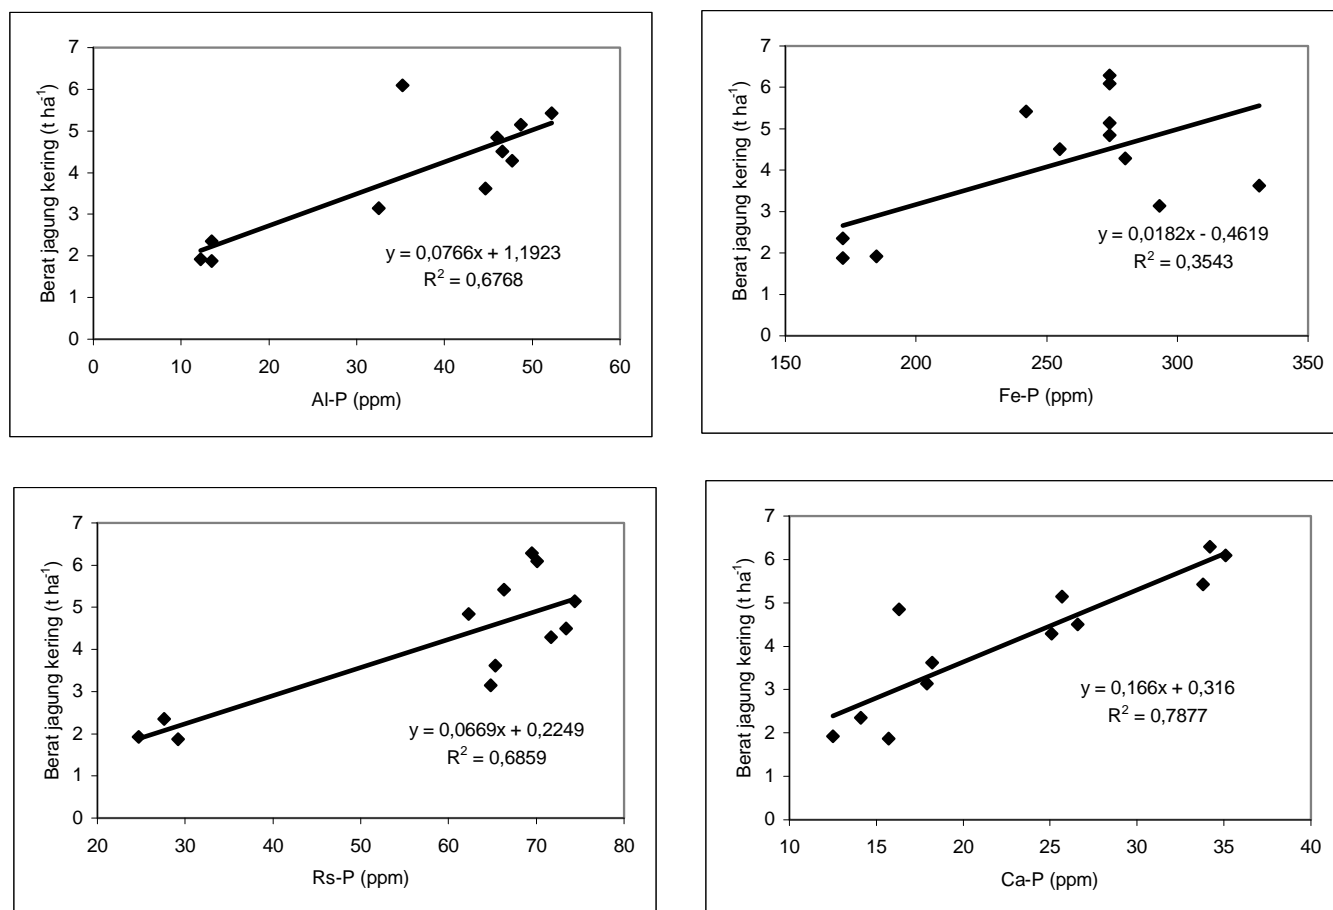 7
6
5
4
3
2
1
0
Berat jagung kering (t ha-1)
y = 0,0766x + 1,1923
R2 = 0,6768
0 10 20 30 40 50 60
Al-P (ppm)
7
6
5
4
3
2
1
0
Berat jagung kering (t ha-1)
y = 0,0182x - 0,4619
R2 = 0,3543
150 200 250 300 350
Fe-P (ppm)
7
6
5
4
3
2
1
0
Berat jagung kering (t ha-1)
y = 0,0669x + 0,2249
R2 = 0,6859
20 30 40 50 60 70 80
Rs-P (ppm)
7
6
5
4
3
2
1
0
Berat jagung kering (t ha-1)
y = 0,166x + 0,316
R2 = 0,7877
10 15 20 25 30 35 40
Ca-P (ppm)